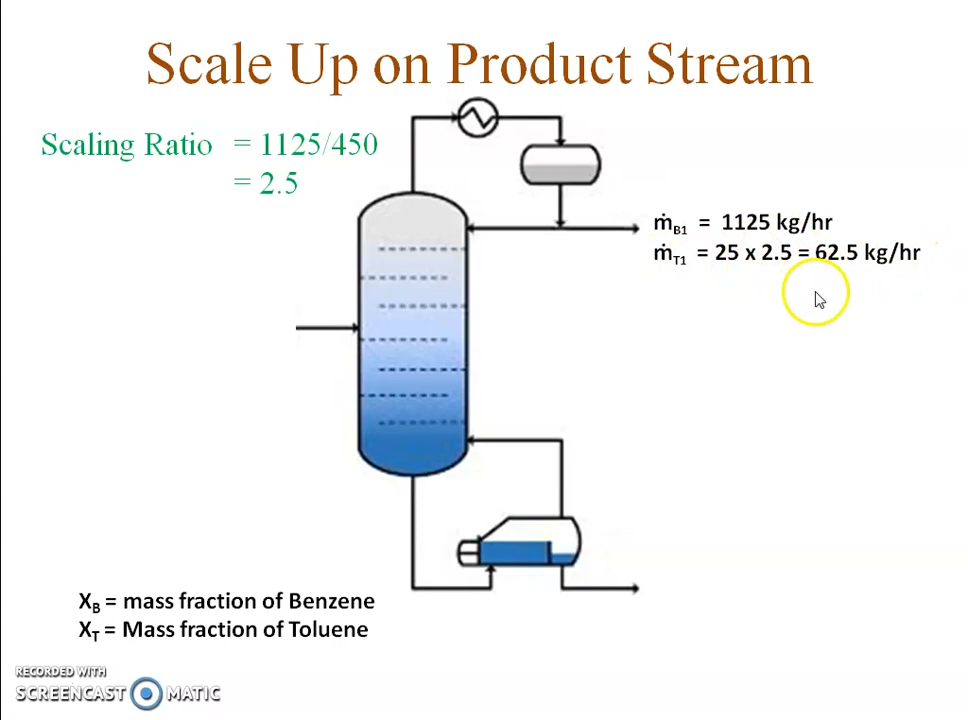 Scale Up on Product Stream
Scaling Ratio = 1125/450
= 2.5
ṁB1 = 1125 kg/hr
ṁT1 = 25 x 2.5 = 62.5 kg/hr
XB = mass fraction of Benzene
XT = Mass fraction of Toluene
RECORDED WITH
SCREENCAST MATIC